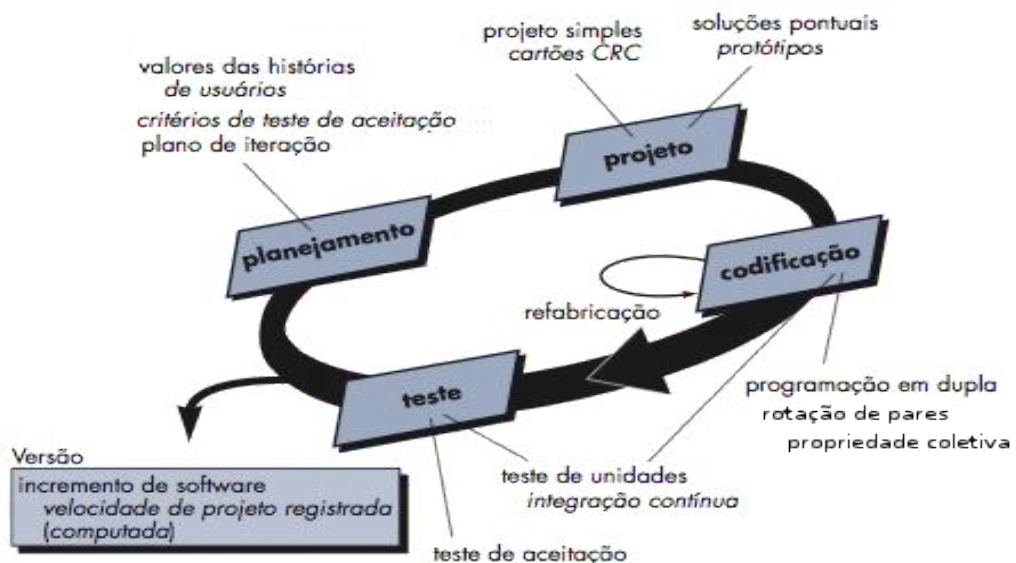 projeto simples
cartões CRC
soluções pontuais
protótipos
valores das histórias
de usuários
critérios de teste de aceitação
plano de iteração
projeto
planejamento
codificação
refabricação
programação em dupla
rotação de pares
propriedade coletiva
teste
teste de unidades
integração contínua
teste de aceitação
Versão
incremento de software
velocidade de projeto registrada
(computada)